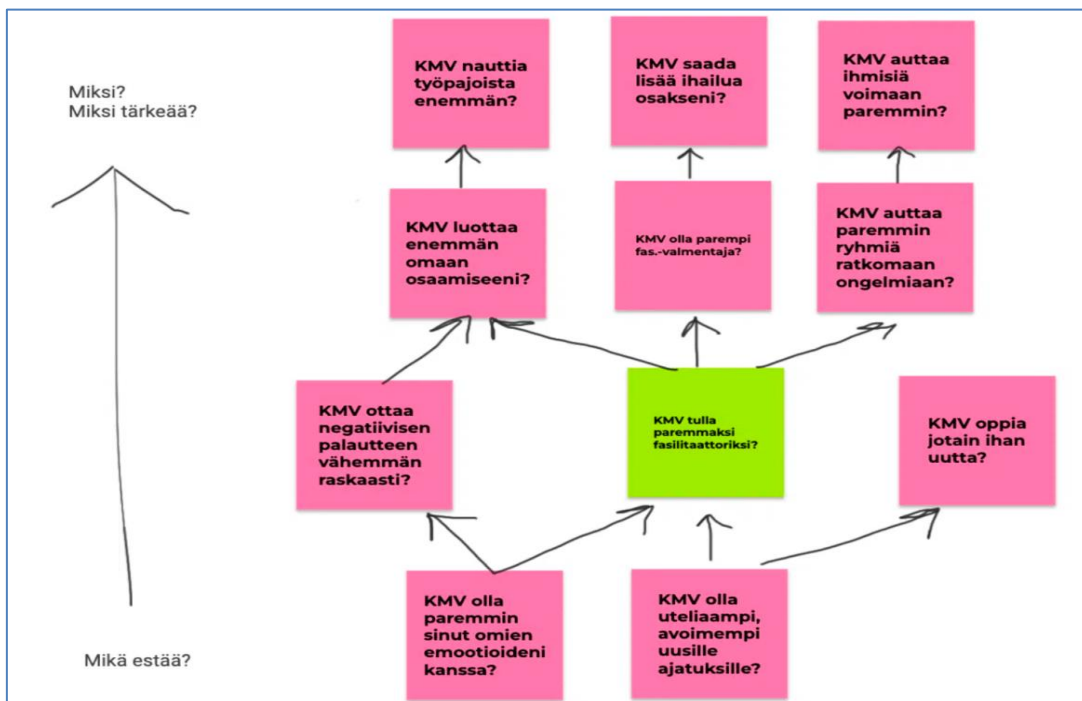 Miksi?
Miksi tärkeää?
KMV nauttia
työpajoista
enemmän?
KMV saada
lisää ihailua
osakseni?
KMV auttaa
ihmisiä
voimaan
paremmin?
KMV luottaa
enemmän
omaan
osaamiseeni?
KMV olla parempi
fas.-valmentaja?
KMV auttaa
paremmin
ryhmiä
ratkomaan
ongelmiaan?
KMV ottaa
negatiivisen
palautteen
vähemmän
raskaasti?
KMV tulla
paremmaksi
fasilitaattoriksi?
KMV oppia
jotain ihan
uutta?
KMV olla
paremmin
sinut omien
emootioideni
kanssa?
KMV olla
uteliaampi,
avoimempi
uusille
ajatuksille?
Mikä estää?